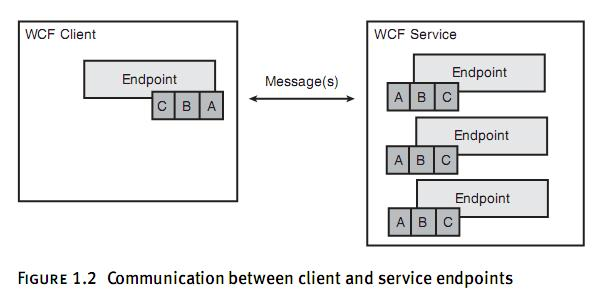 WCF Client
Endpoint
C B A
Message(s)
WCF Service
Endpoint
A B C
Endpoint
A B C
Endpoint
A B C
FIGURE 1.2 Communication between client and service endpoints